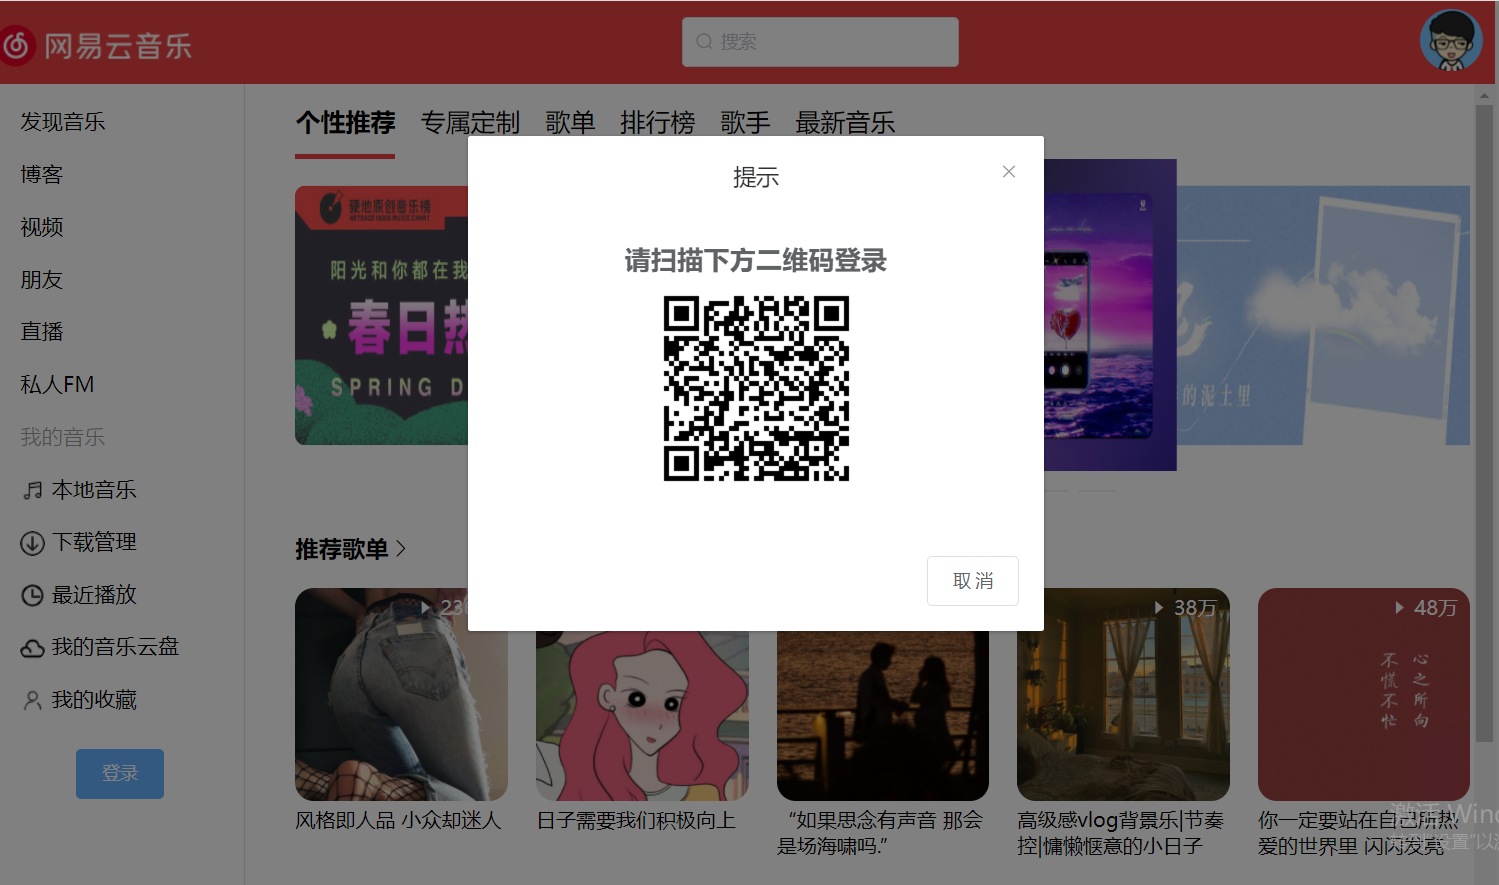 网易云音乐
搜索
发现音乐
博客
视频
朋友
直播
私人FM
我的音乐
本地音乐
下载管理
最近播放
我的音乐云盘
我的收藏
登录
个性推荐 专属定制 歌单 排行榜 歌手 最新音乐
硬地原创音乐榜
阳光和你都在我
春日热
SPRING D
的泥土里
提示
请扫描下方二维码登录
取消
推荐歌单
38万
48万
心之所向
不慌不忙
风格即人品 小众却迷人
日子需要我们积极向上
“如果思念有声音 那会
是场海啸吗.”
高级感vlog背景乐|节奏
控|慵懒惬意的小日子
你一定要站在自己所热
爱的世界里 闪闪发亮
激活 Wind
转到“设置”以激